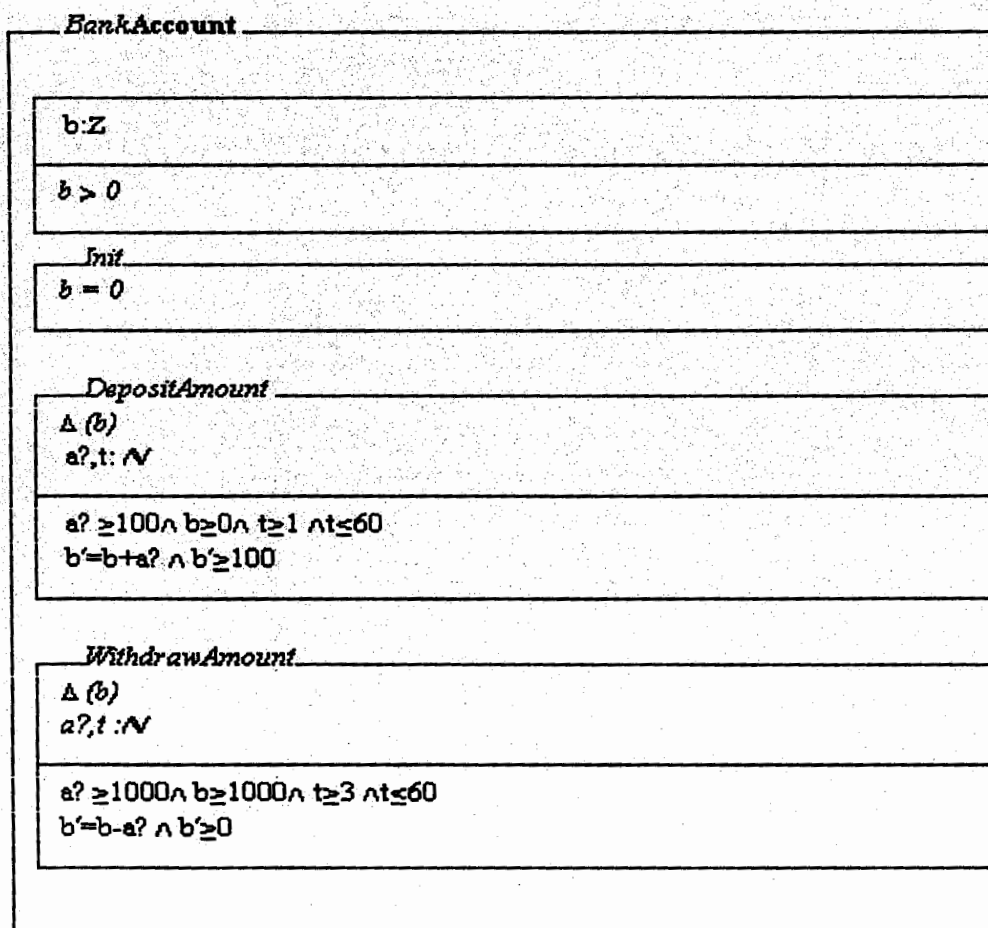 BankAccount
b:Z
b > 0
Init
b = 0
DepositAmount
Δ (b)
a?,t: ℕ
a? ≥100∧ b≥0∧ t≥1 ∧t≤60
b′=b+a? ∧ b′≥100
WithdrawAmount
Δ (b)
a?,t :ℕ
a? ≥1000∧ b≥1000∧ t≥3 ∧t≤60
b′=b-a? ∧ b′≥0